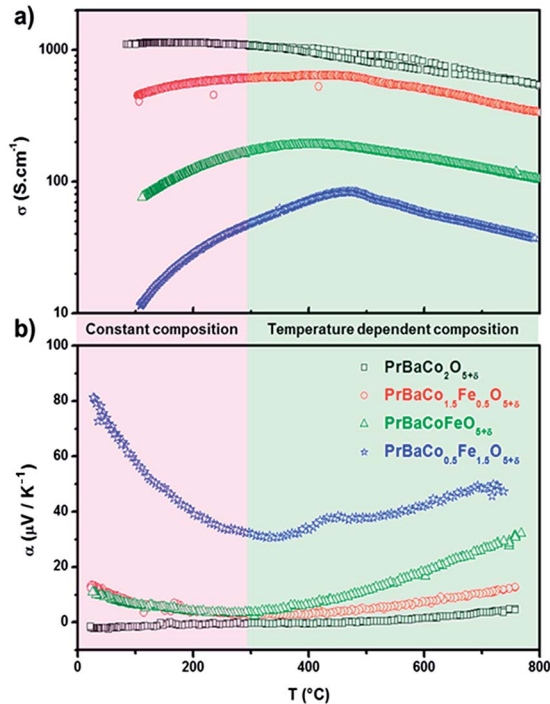 a)
1000
100
10
σ (S.cm⁻¹)
b)
Constant composition
Temperature dependent composition
100
80
60
40
20
0
α (µV / K⁻¹)
PrBaCo₂O₅₊δ
PrBaCo₁.₅Fe₀.₅O₅₊δ
PrBaCoFeO₅₊δ
PrBaCo₀.₅Fe₁.₅O₅₊δ
0
200
400
600
800
T (°C)